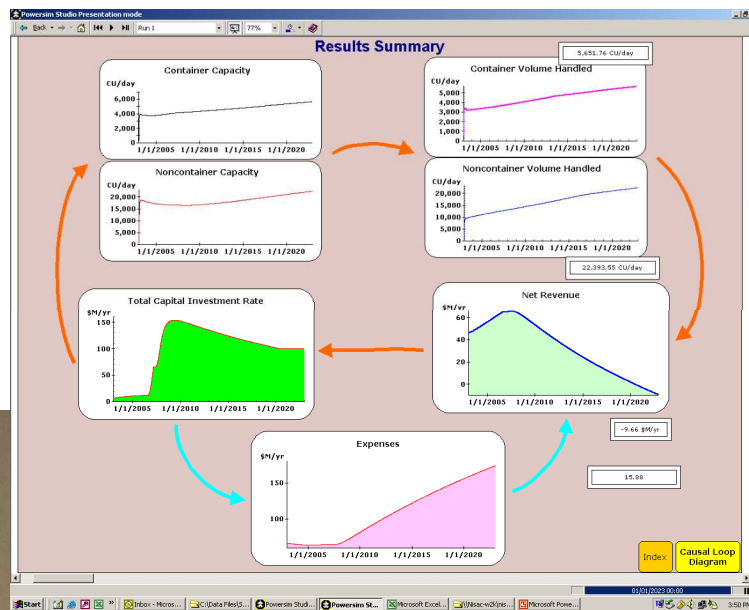 Powersim Studio Presentation mode
Back
Run 1
77%
Results Summary
5,651.76 CU/day
Container Capacity
CU/day
6,000
4,000
2,000
0
1/1/2005 1/1/2010 1/1/2015 1/1/2020
Container Volume Handled
CU/day
5,000
4,000
3,000
2,000
1,000
0
1/1/2005 1/1/2010 1/1/2015 1/1/2020
Noncontainer Capacity
CU/day
20,000
15,000
10,000
5,000
0
1/1/2005 1/1/2010 1/1/2015 1/1/2020
Noncontainer Volume Handled
CU/day
20,000
15,000
10,000
5,000
0
1/1/2005 1/1/2010 1/1/2015 1/1/2020
22,393.55 CU/day
Total Capital Investment Rate
$M/yr
150
100
50
0
1/1/2005 1/1/2010 1/1/2015 1/1/2020
Net Revenue
$M/yr
60
40
20
0
1/1/2005 1/1/2010 1/1/2015 1/1/2020
-9.66 $M/yr
Expenses
$M/yr
150
100
1/1/2005 1/1/2010 1/1/2015 1/1/2020
15.88
Index
Causal Loop
Diagram
01/01/2023 00:00
Start
Inbox - Micros...
C:\Data Files\S...
Powersim Studi...
Powersim St...
Microsoft Excel...
\\Nisac-w2k\nis...
Microsoft Powe...
3:50 PM